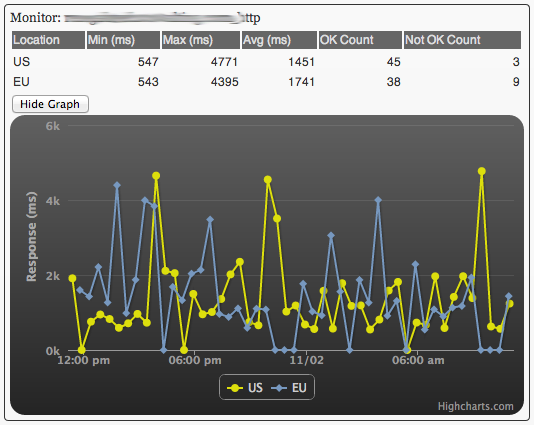 Monitor: http
Location Min (ms) Max (ms) Avg (ms) OK Count Not OK Count
US 547 4771 1451 45 3
EU 543 4395 1741 38 9
Hide Graph
6k
4k
2k
0k
Response (ms)
12:00 pm 06:00 pm 11/02 06:00 am
US EU
Highcharts.com